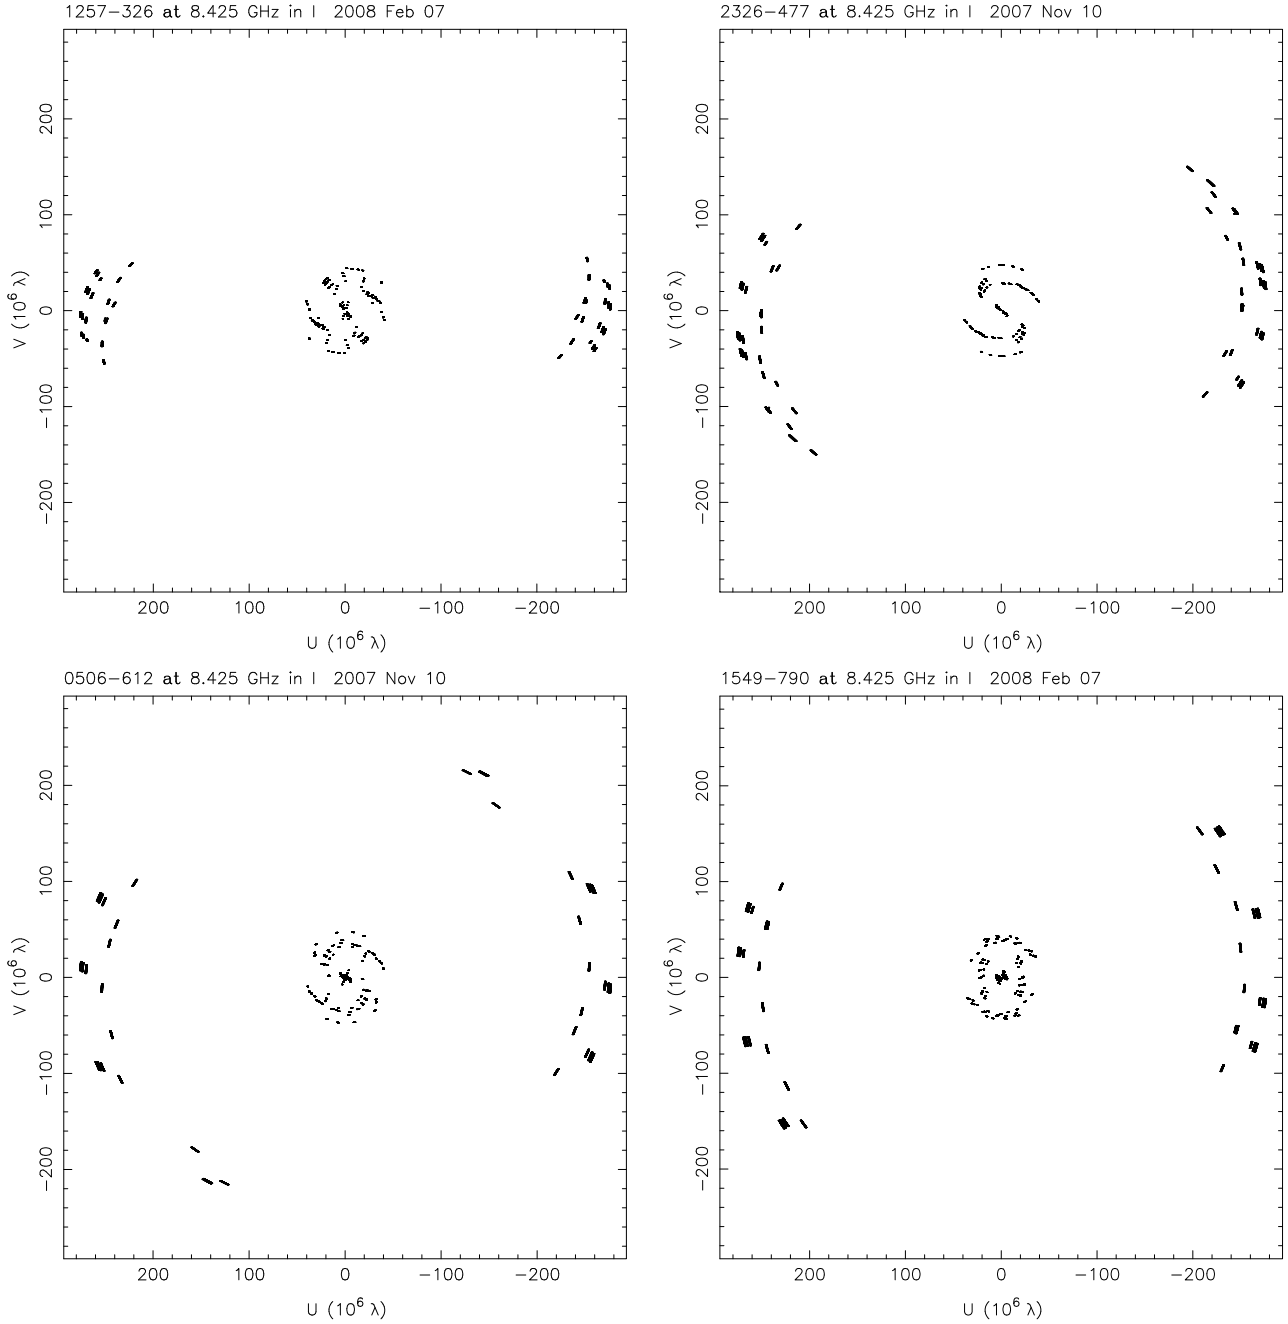 1257−326 at 8.425 GHz in I 2008 Feb 07
200
100
0
−100
−200
V (10⁶ λ)
200 100 0 −100 −200
U (10⁶ λ)
2326−477 at 8.425 GHz in I 2007 Nov 10
200
100
0
−100
−200
V (10⁶ λ)
200 100 0 −100 −200
U (10⁶ λ)
0506−612 at 8.425 GHz in I 2007 Nov 10
200
100
0
−100
−200
V (10⁶ λ)
200 100 0 −100 −200
U (10⁶ λ)
1549−790 at 8.425 GHz in I 2008 Feb 07
200
100
0
−100
−200
V (10⁶ λ)
200 100 0 −100 −200
U (10⁶ λ)